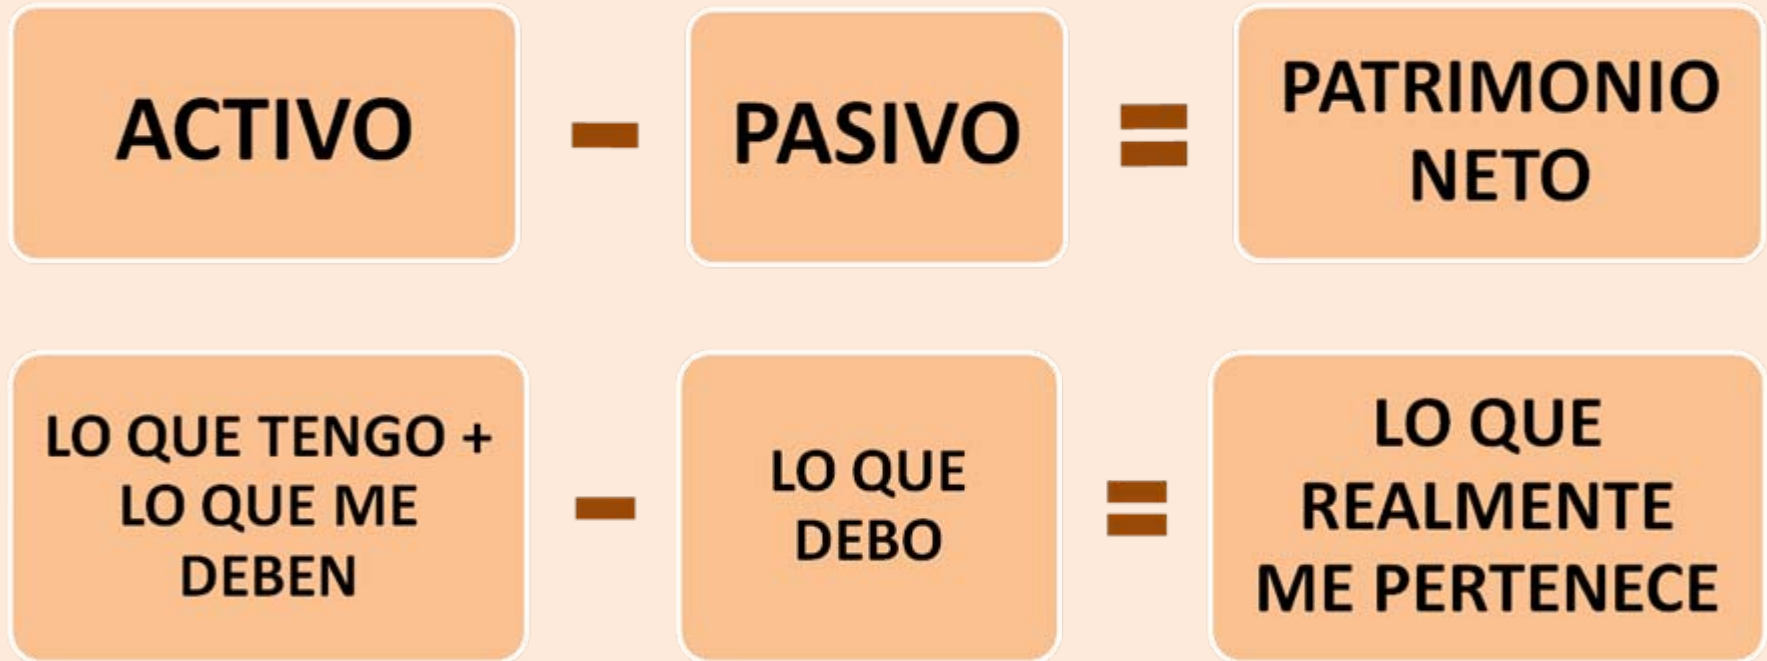 ACTIVO - PASIVO = PATRIMONIO
NETO
LO QUE TENGO +
LO QUE ME
DEBEN
-
LO QUE
DEBO
=
LO QUE
REALMENTE
ME PERTENECE